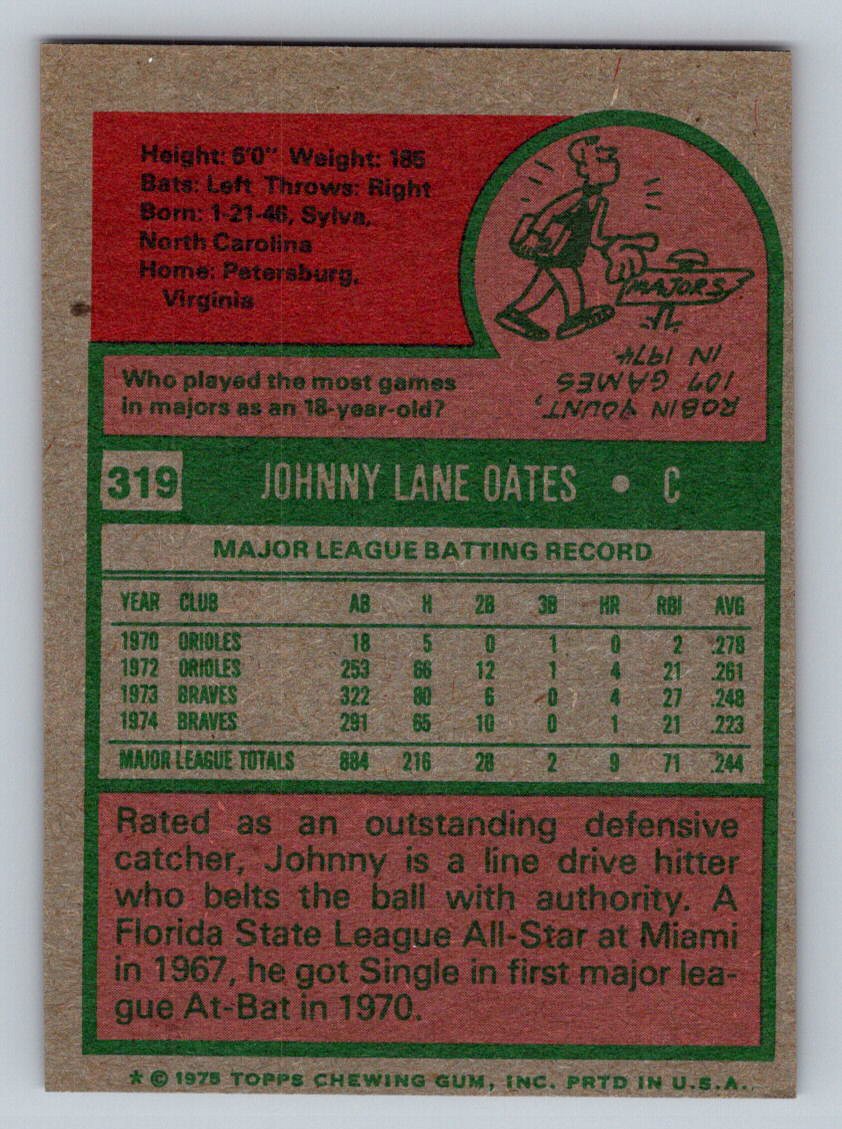 Height: 6'0" Weight: 185
Bats: Left Throws: Right
Born: 1-21-46, Sylva,
North Carolina
Home: Petersburg,
Virginia
MAJORS
Who played the most games
in majors as an 18-year-old?
ROBIN YOUNT,
107 GAMES
IN 1974
319 JOHNNY LANE OATES • C
MAJOR LEAGUE BATTING RECORD
YEAR CLUB AB H 2B 3B HR RBI AVG
1970 ORIOLES 18 5 0 1 0 2 .278
1972 ORIOLES 253 66 12 1 4 21 .261
1973 BRAVES 322 80 6 0 4 27 .248
1974 BRAVES 291 65 10 0 1 21 .223
MAJOR LEAGUE TOTALS 884 216 28 2 9 71 .244
Rated as an outstanding defensive
catcher, Johnny is a line drive hitter
who belts the ball with authority. A
Florida State League All-Star at Miami
in 1967, he got Single in first major lea-
gue At-Bat in 1970.
* © 1975 TOPPS CHEWING GUM, INC. PRTD IN U.S.A.